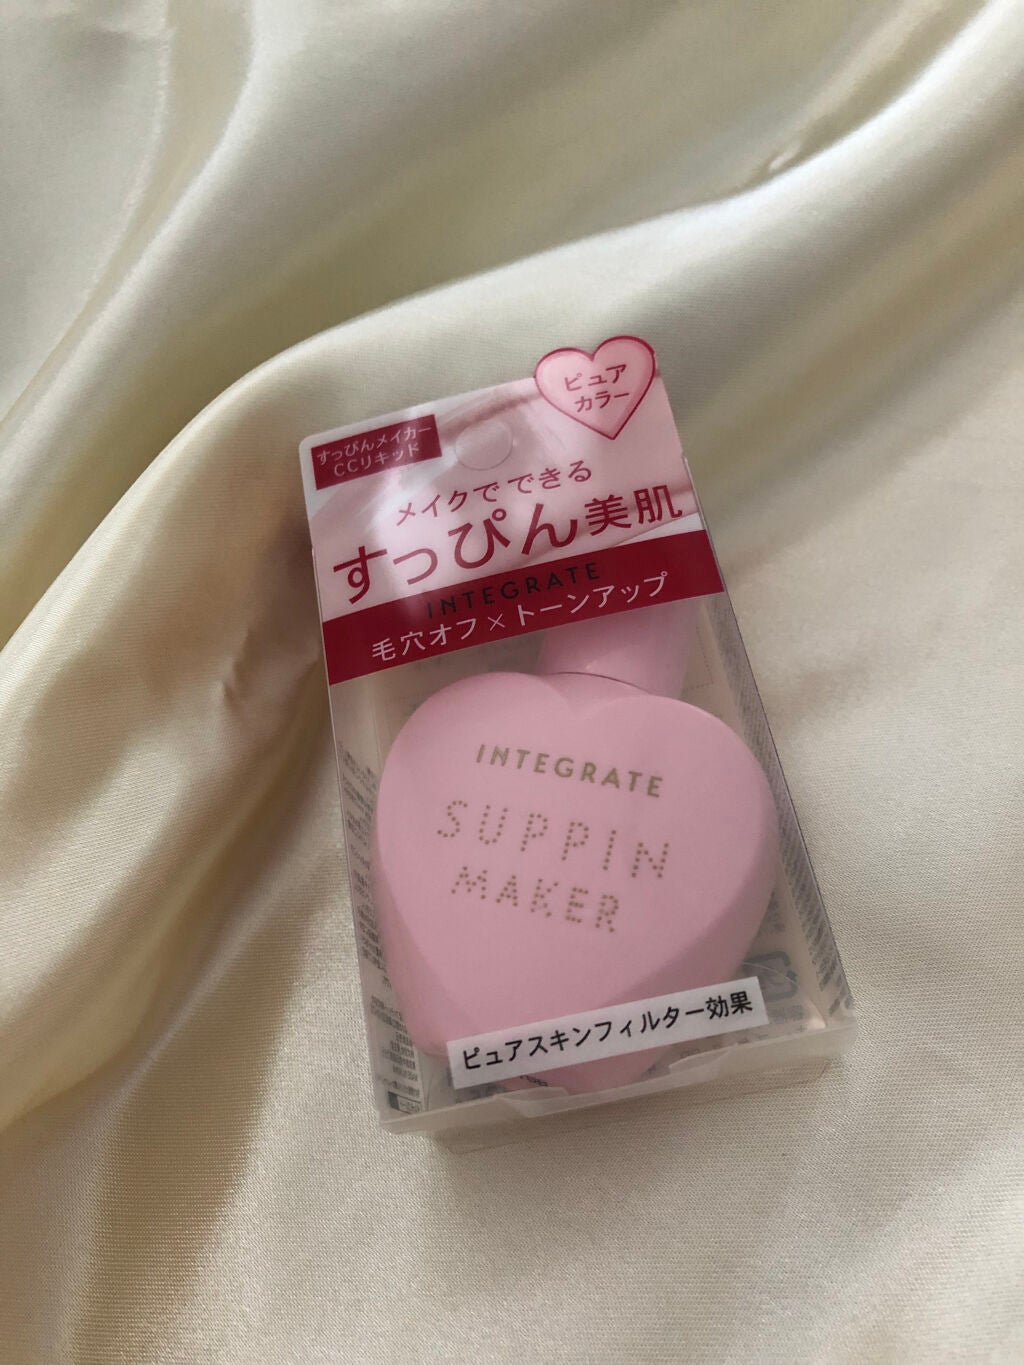 ピュア
カラー
すっぴんメイカー
CCリキッド
メイクでできる
すっぴん美肌
INTEGRATE
毛穴オフ×トーンアップ
INTEGRATE
SUPPIN
MAKER
ピュアスキンフィルター効果